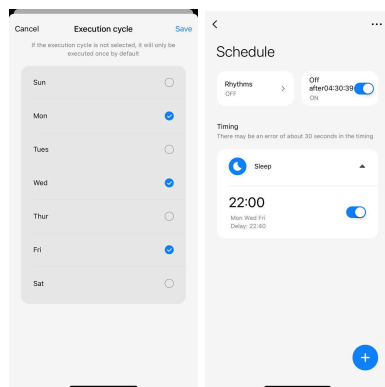 Cancel Execution cycle Save
If the execution cycle is not selected, it will only be
executed once by default
Sun
Mon
Tues
Wed
Thur
Fri
Sat
Schedule
Rhythms
OFF
Off
after04:30:39
ON
Timing
There may be an error of about 30 seconds in the timing
Sleep
22:00
Mon Wed Fri
Delay: 22:40